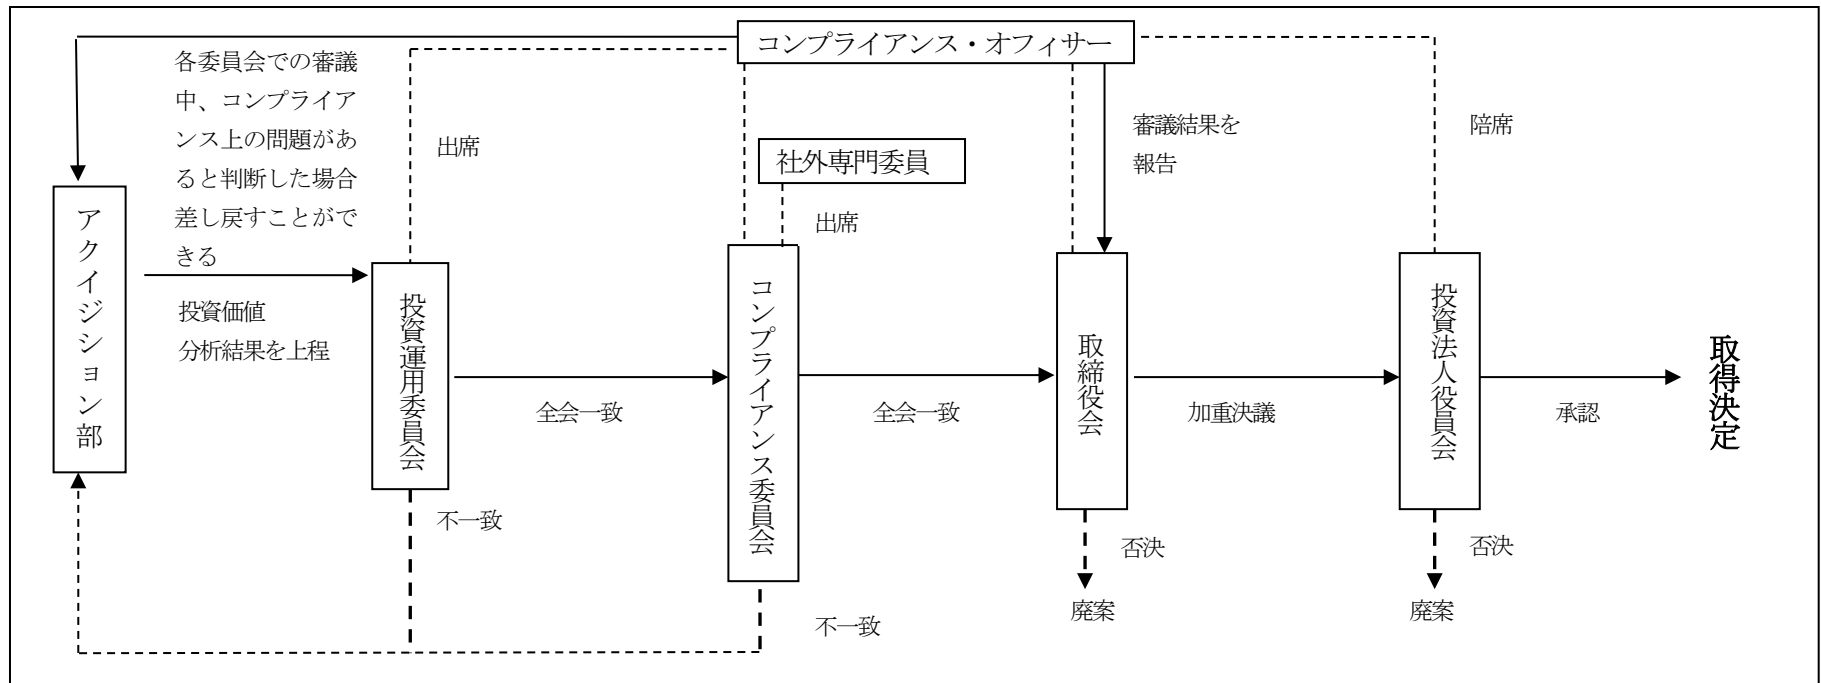 コンプライアンス・オフィサー
各委員会での審議
中、コンプライア
ンス上の問題があ
ると判断した場合
差し戻すことがで
きる
出席
社外専門委員
出席
審議結果を
報告
陪席
アクイジション部
投資価値
分析結果を上程
投資運用委員会
全会一致
コンプライアンス委員会
全会一致
取締役会
加重決議
投資法人役員会
承認
取得決定
不一致
不一致
否決
廃案
否決
廃案